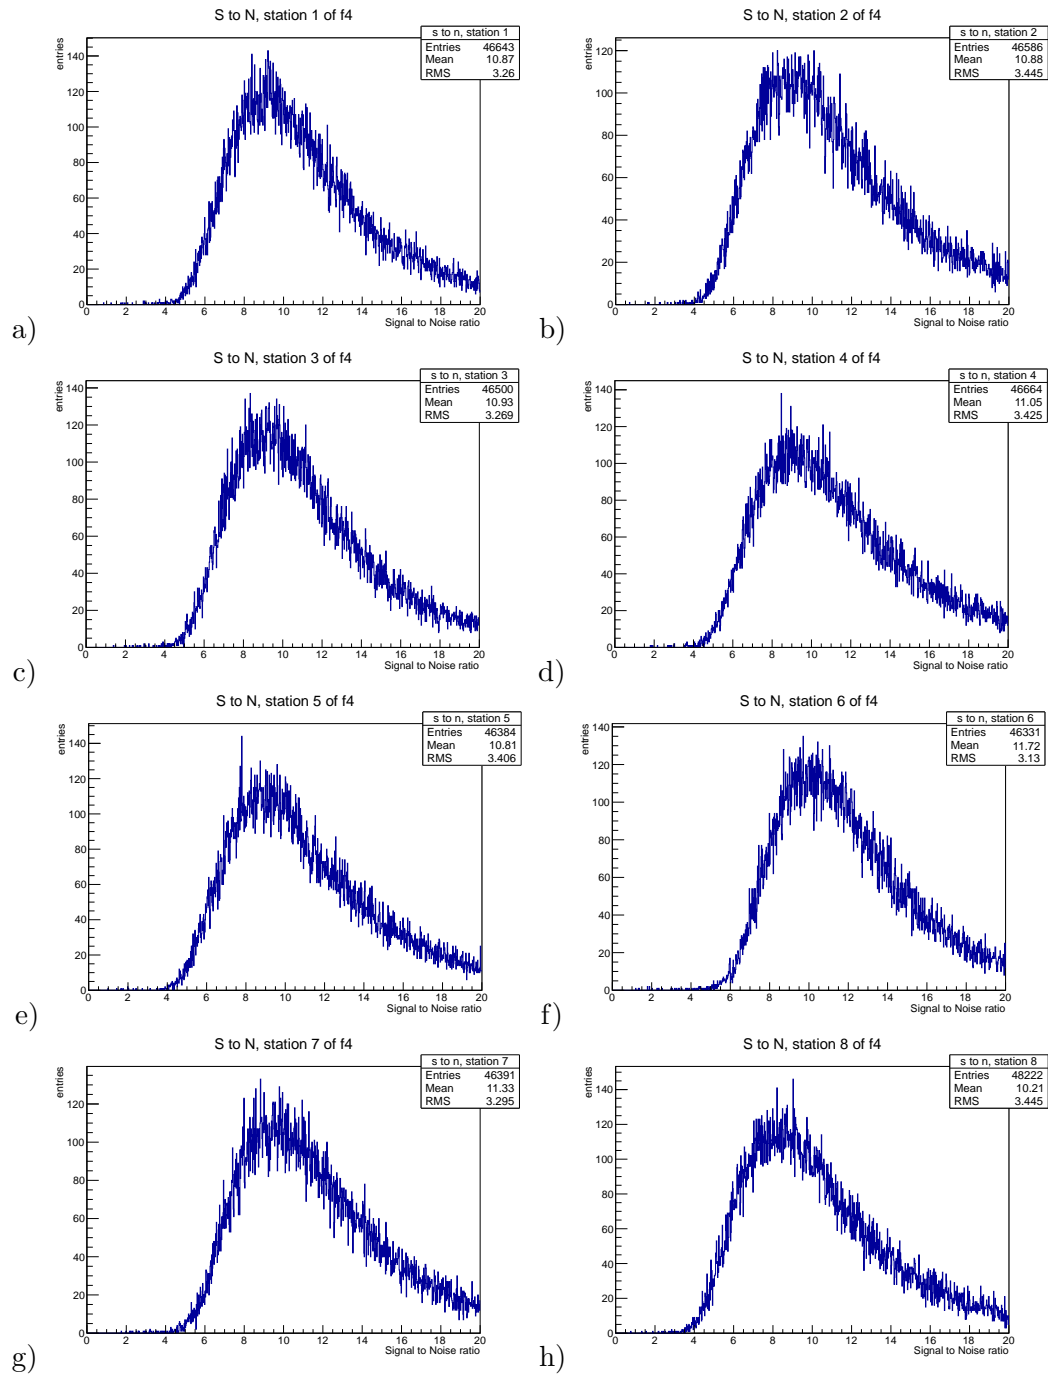 S to N, station 1 of f4
entries
s to n, station 1
Entries 46643
Mean 10.87
RMS 3.26
140
120
100
80
60
40
20
0
0 2 4 6 8 10 12 14 16 18 20
Signal to Noise ratio
a)
S to N, station 2 of f4
entries
s to n, station 2
Entries 46586
Mean 10.88
RMS 3.445
120
100
80
60
40
20
0
0 2 4 6 8 10 12 14 16 18 20
Signal to Noise ratio
b)
S to N, station 3 of f4
entries
s to n, station 3
Entries 46500
Mean 10.93
RMS 3.269
140
120
100
80
60
40
20
0
0 2 4 6 8 10 12 14 16 18 20
Signal to Noise ratio
c)
S to N, station 4 of f4
entries
s to n, station 4
Entries 46664
Mean 11.05
RMS 3.425
140
120
100
80
60
40
20
0
0 2 4 6 8 10 12 14 16 18 20
Signal to Noise ratio
d)
S to N, station 5 of f4
entries
s to n, station 5
Entries 46384
Mean 10.81
RMS 3.406
140
120
100
80
60
40
20
0
0 2 4 6 8 10 12 14 16 18 20
Signal to Noise ratio
e)
S to N, station 6 of f4
entries
s to n, station 6
Entries 46331
Mean 11.72
RMS 3.13
140
120
100
80
60
40
20
0
0 2 4 6 8 10 12 14 16 18 20
Signal to Noise ratio
f)
S to N, station 7 of f4
entries
s to n, station 7
Entries 46391
Mean 11.33
RMS 3.295
120
100
80
60
40
20
0
0 2 4 6 8 10 12 14 16 18 20
Signal to Noise ratio
g)
S to N, station 8 of f4
entries
s to n, station 8
Entries 48222
Mean 10.21
RMS 3.445
140
120
100
80
60
40
20
0
0 2 4 6 8 10 12 14 16 18 20
Signal to Noise ratio
h)